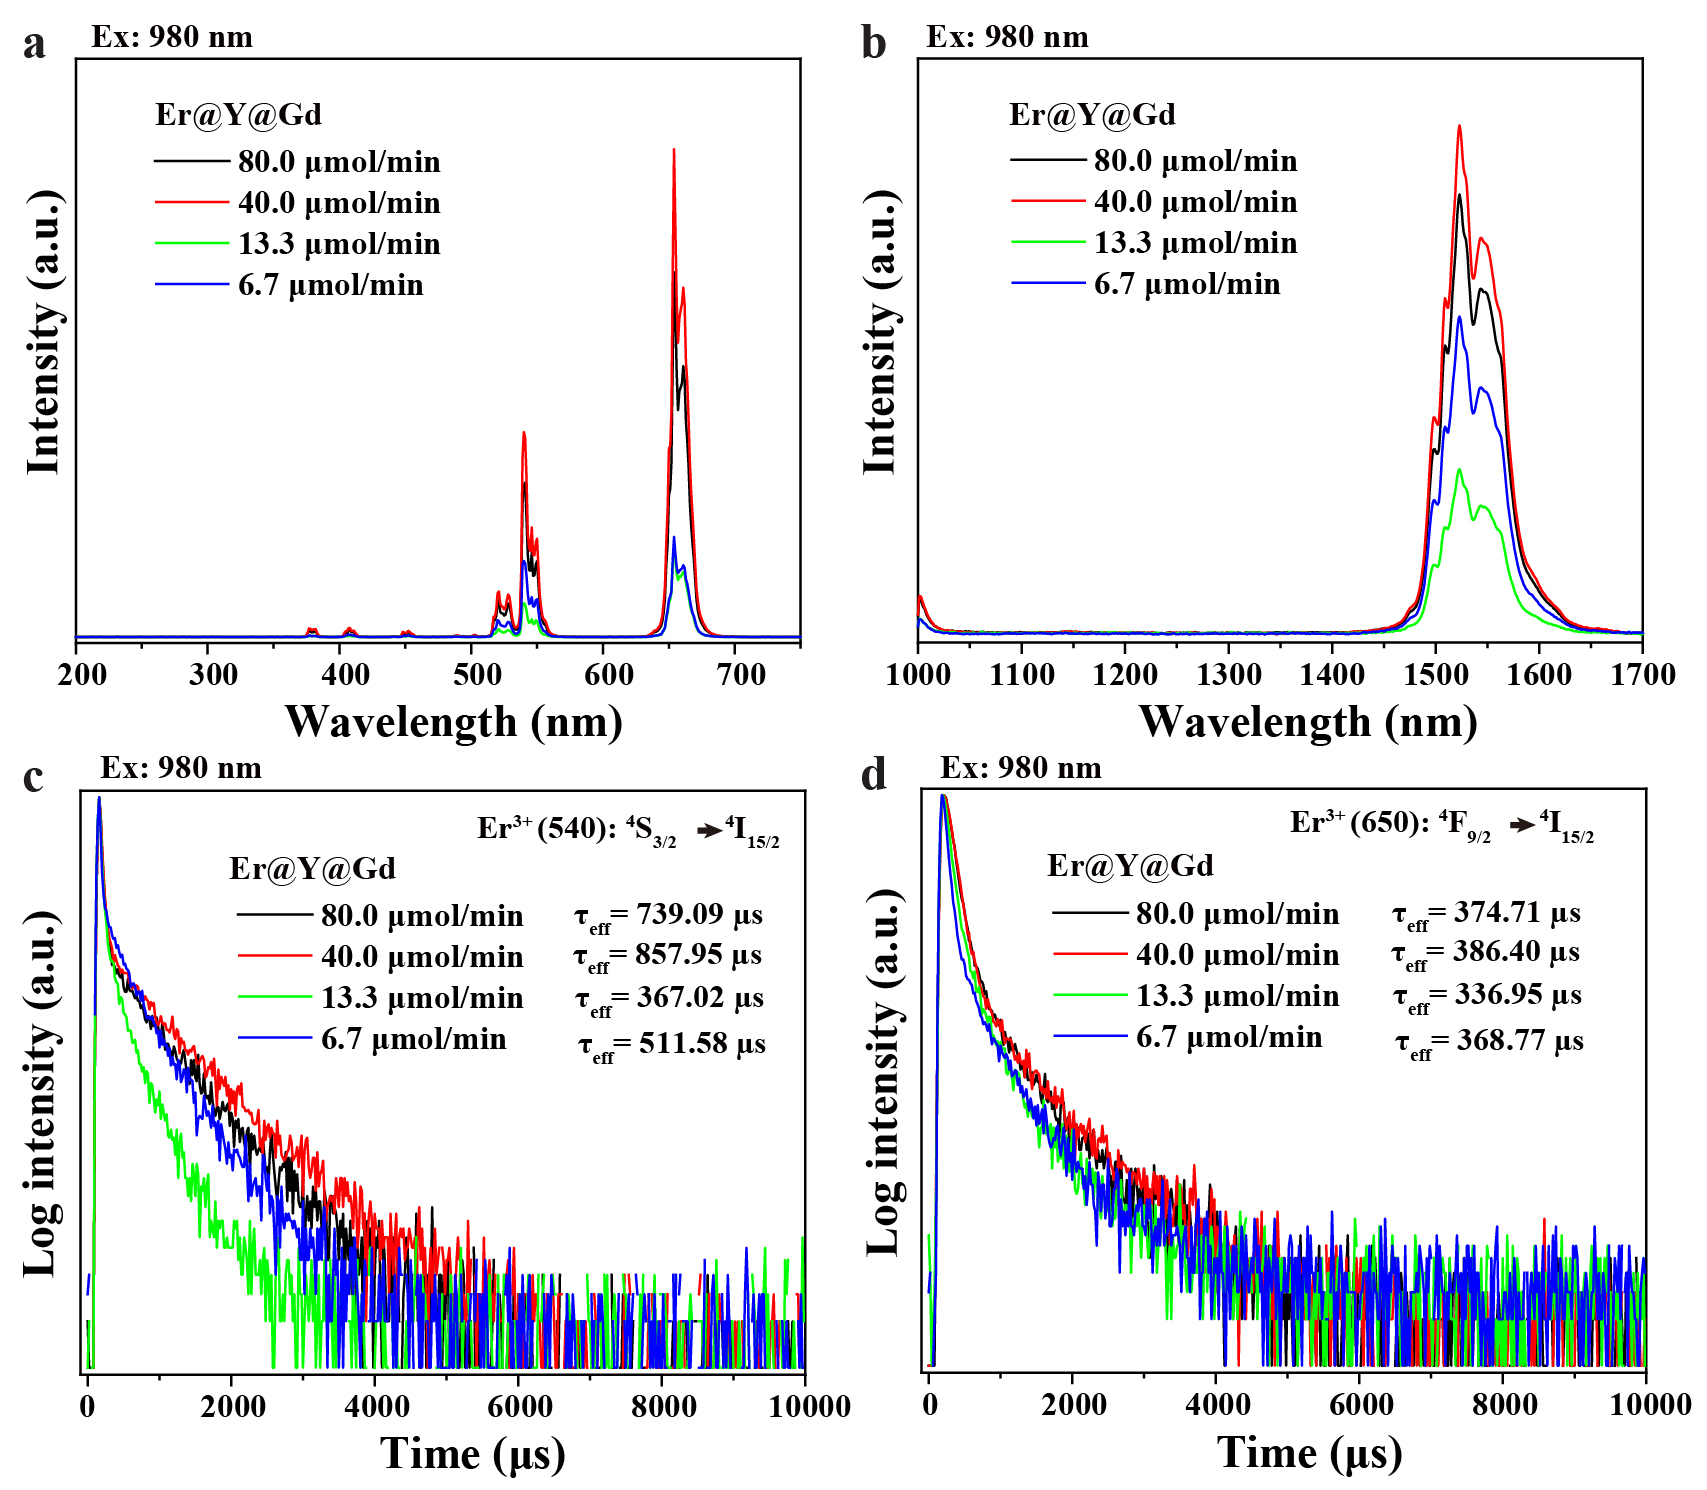 a
Ex: 980 nm
Er@Y@Gd
80.0 μmol/min
40.0 μmol/min
13.3 μmol/min
6.7 μmol/min
Intensity (a.u.)
200 300 400 500 600 700
Wavelength (nm)
b
Ex: 980 nm
Er@Y@Gd
80.0 μmol/min
40.0 μmol/min
13.3 μmol/min
6.7 μmol/min
Intensity (a.u.)
1000 1100 1200 1300 1400 1500 1600 1700
Wavelength (nm)
c
Ex: 980 nm
Er³⁺ (540): ⁴S₃/₂ ➡ ⁴I₁₅/₂
Er@Y@Gd
80.0 μmol/min τeff= 739.09 μs
40.0 μmol/min τeff= 857.95 μs
13.3 μmol/min τeff= 367.02 μs
6.7 μmol/min τeff= 511.58 μs
Log intensity (a.u.)
0 2000 4000 6000 8000 10000
Time (μs)
d
Ex: 980 nm
Er³⁺ (650): ⁴F₉/₂ ➡ ⁴I₁₅/₂
Er@Y@Gd
80.0 μmol/min τeff= 374.71 μs
40.0 μmol/min τeff= 386.40 μs
13.3 μmol/min τeff= 336.95 μs
6.7 μmol/min τeff= 368.77 μs
Log intensity (a.u.)
0 2000 4000 6000 8000 10000
Time (μs)